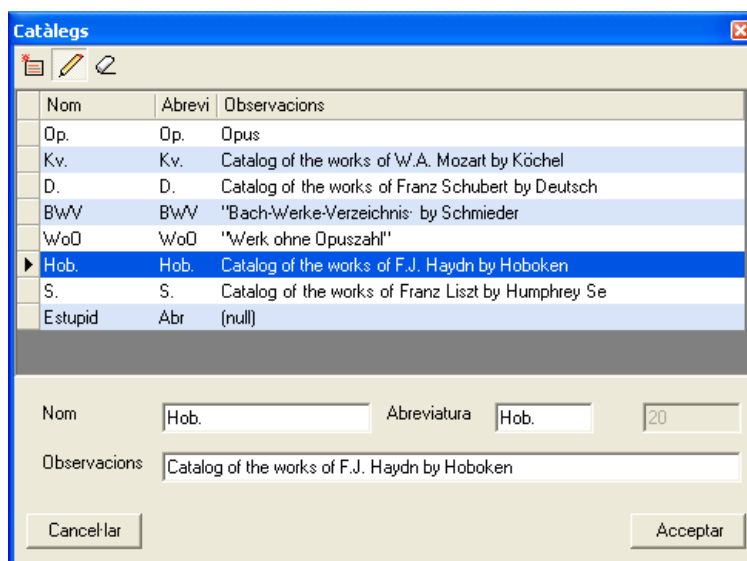 Catàlegs
Nom Abrevi Observacions
Op. Op. Opus
Kv. Kv. Catalog of the works of W.A. Mozart by Köchel
D. D. Catalog of the works of Franz Schubert by Deutsch
BWV BWV "Bach-Werke-Verzeichnis· by Schmieder
WoO WoO "Werk ohne Opuszahl"
Hob. Hob. Catalog of the works of F.J. Haydn by Hoboken
S. S. Catalog of the works of Franz Liszt by Humphrey Se
Estupid Abr (null)
Nom Hob. Abreviatura Hob. 20
Observacions Catalog of the works of F.J. Haydn by Hoboken
Cancel·lar Acceptar